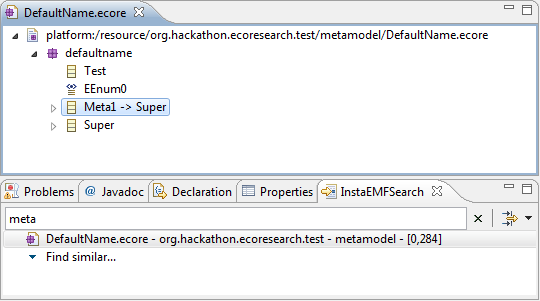 DefaultName.ecore
platform:/resource/org.hackathon.ecoresearch.test/metamodel/DefaultName.ecore
defaultname
Test
EEnum0
Meta1 -> Super
Super
Problems @ Javadoc Declaration Properties InstaEMFSearch
meta
DefaultName.ecore - org.hackathon.ecoresearch.test - metamodel - [0,284]
Find similar...